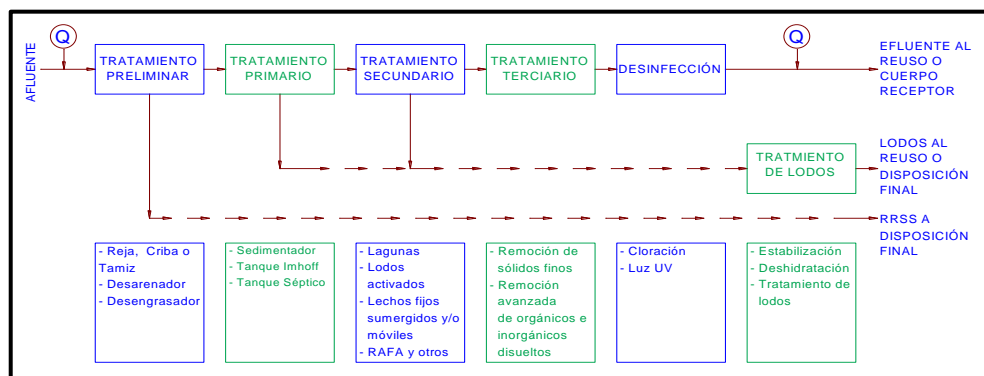 Q
Q
AFLUENTE
TRATAMIENTO
PRELIMINAR
TRATAMIENTO
PRIMARIO
TRATAMIENTO
SECUNDARIO
TRATAMIENTO
TERCIARIO
DESINFECCIÓN
EFLUENTE AL
REUSO O
CUERPO
RECEPTOR
TRATMIENTO
DE LODOS
LODOS AL
REUSO O
DISPOSICIÓN
FINAL
RRSS A
DISPOSICIÓN
FINAL
- Reja, Criba o
Tamiz
- Desarenador
- Desengrasador
- Sedimentador
- Tanque Imhoff
- Tanque Séptico
- Lagunas
- Lodos
activados
- Lechos fijos
sumergidos y/o
móviles
- RAFA y otros
- Remoción de
sólidos finos
- Remoción
avanzada
de orgánicos e
inorgánicos
disueltos
- Cloración
- Luz UV
- Estabilización
- Deshidratación
- Tratamiento de
lodos